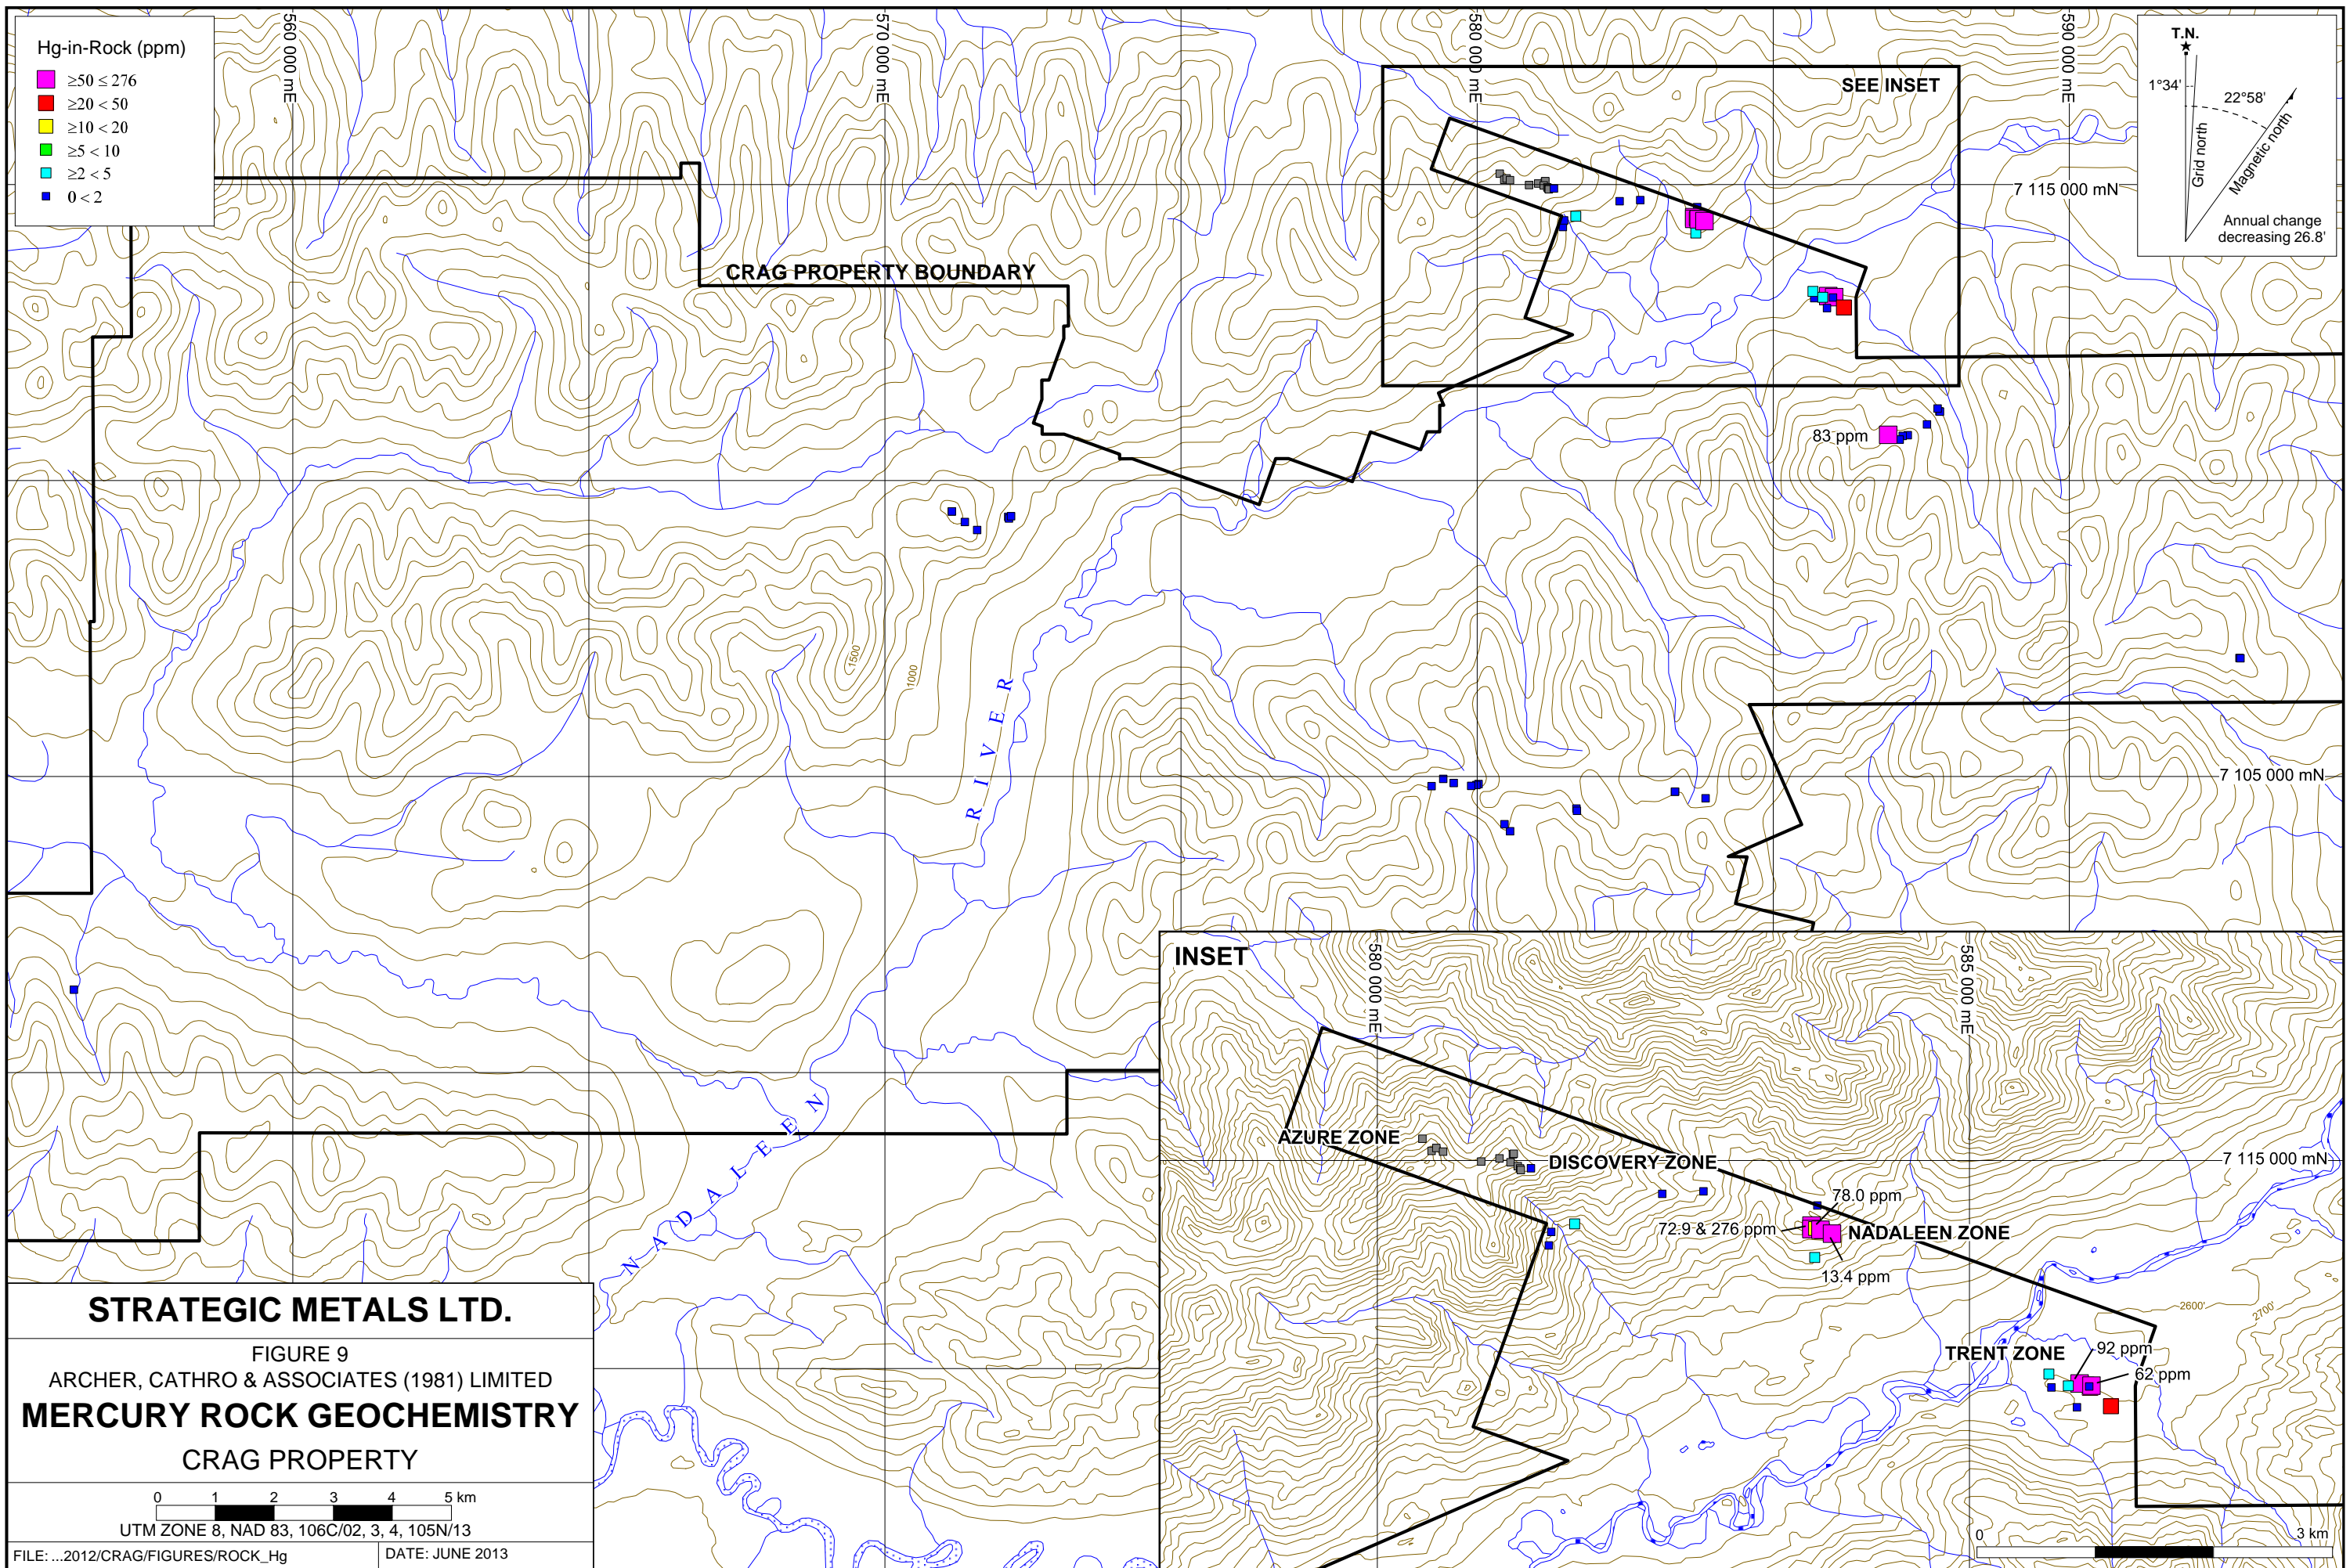 Hg-in-Rock (ppm)
≥50 ≤ 276
≥20 < 50
≥10 < 20
≥5 < 10
≥2 < 5
0 < 2
560 000 mE
570 000 mE
580 000 mE
590 000 mE
SEE INSET
T.N.
1°34'
22°58'
Grid north
Magnetic north
Annual change
decreasing 26.8'
7 115 000 mN
CRAG PROPERTY BOUNDARY
83 ppm
1500
1000
RIVER
7 105 000 mN
NADALEEN
INSET
580 000 mE
585 000 mE
AZURE ZONE
DISCOVERY ZONE
7 115 000 mN
78.0 ppm
72.9 & 276 ppm
NADALEEN ZONE
13.4 ppm
2600'
2700'
TRENT ZONE
92 ppm
62 ppm
0 3 km
STRATEGIC METALS LTD.
FIGURE 9
ARCHER, CATHRO & ASSOCIATES (1981) LIMITED
MERCURY ROCK GEOCHEMISTRY
CRAG PROPERTY
0 1 2 3 4 5 km
UTM ZONE 8, NAD 83, 106C/02, 3, 4, 105N/13
FILE: ...2012/CRAG/FIGURES/ROCK_Hg
DATE: JUNE 2013